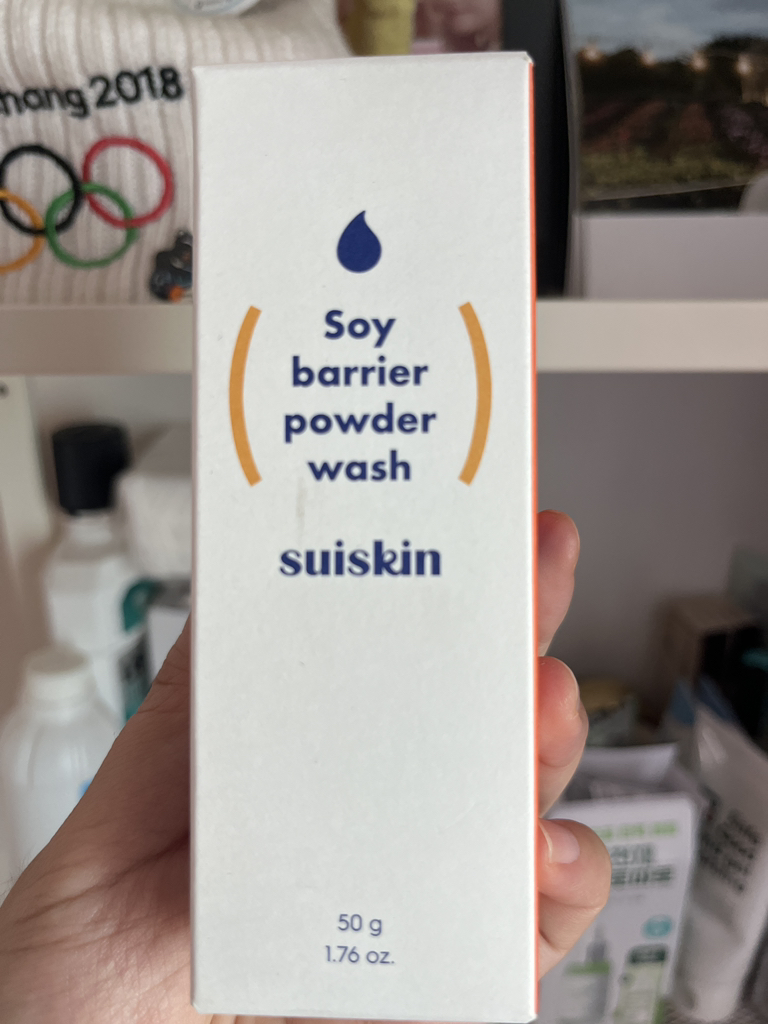 hang 2018
Soy
barrier
powder
wash
suiskin
50 g
1.76 oz.